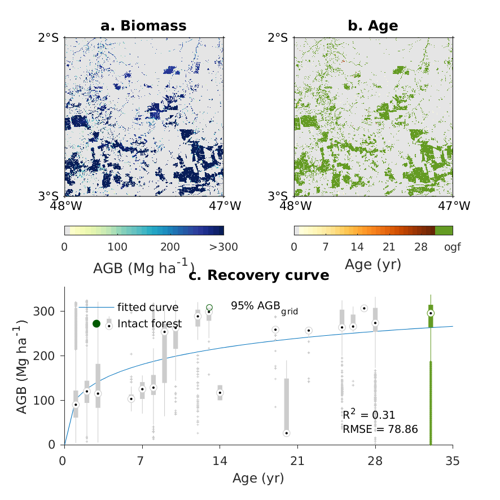 a. Biomass
b. Age
2°S
2°S
3°S
3°S
48°W
47°W
48°W
47°W
0
100
200
>300
0
7
14
21
28
ogf
AGB (Mg ha⁻¹)
Age (yr)
c. Recovery curve
fitted curve
Intact forest
95% AGB_grid
300
200
100
0
AGB (Mg ha⁻¹)
R² = 0.31
RMSE = 78.86
0
7
14
21
28
35
Age (yr)